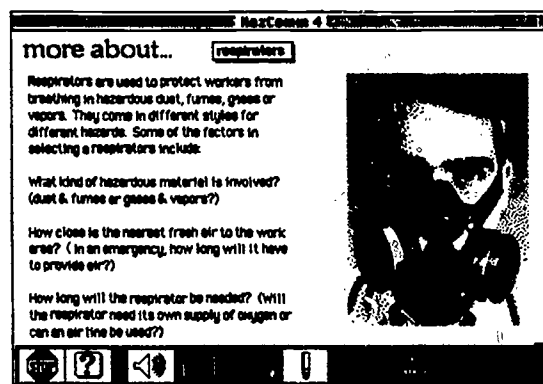 HazComm 4
more about...
respirators
Respirators are used to protect workers from
breathing in hazardous dust, fumes, gases or
vapors. They come in different styles for
different hazards. Some of the factors in
selecting a respirators include:
What kind of hazardous material is involved?
(dust & fumes or gases & vapors?)
How close is the nearest fresh air to the work
area? ( In an emergency, how long will it have
to provide air?)
How long will the respirator be needed? (Will
the respirator need its own supply of oxygen or
can an air line be used?)
STOP ?